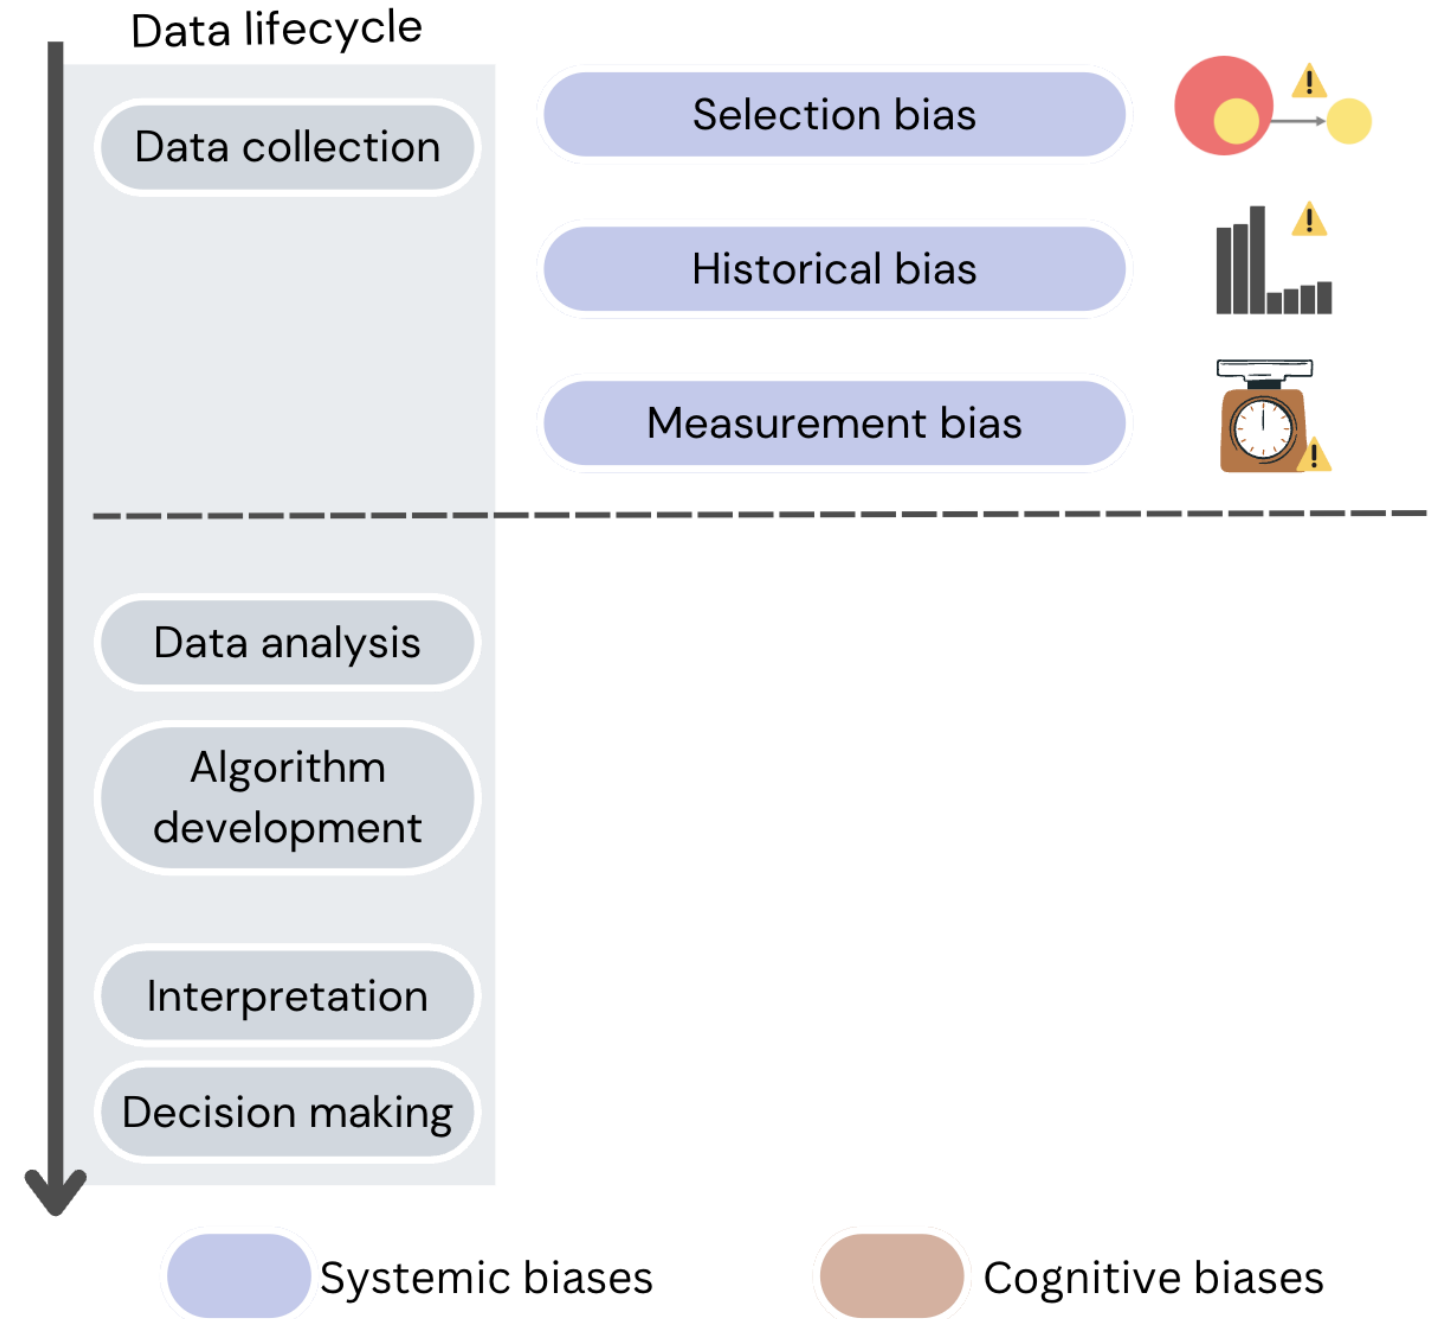 Data lifecycle
Data collection
Selection bias
Historical bias
Measurement bias
Data analysis
Algorithm
development
Interpretation
Decision making
Systemic biases
Cognitive biases